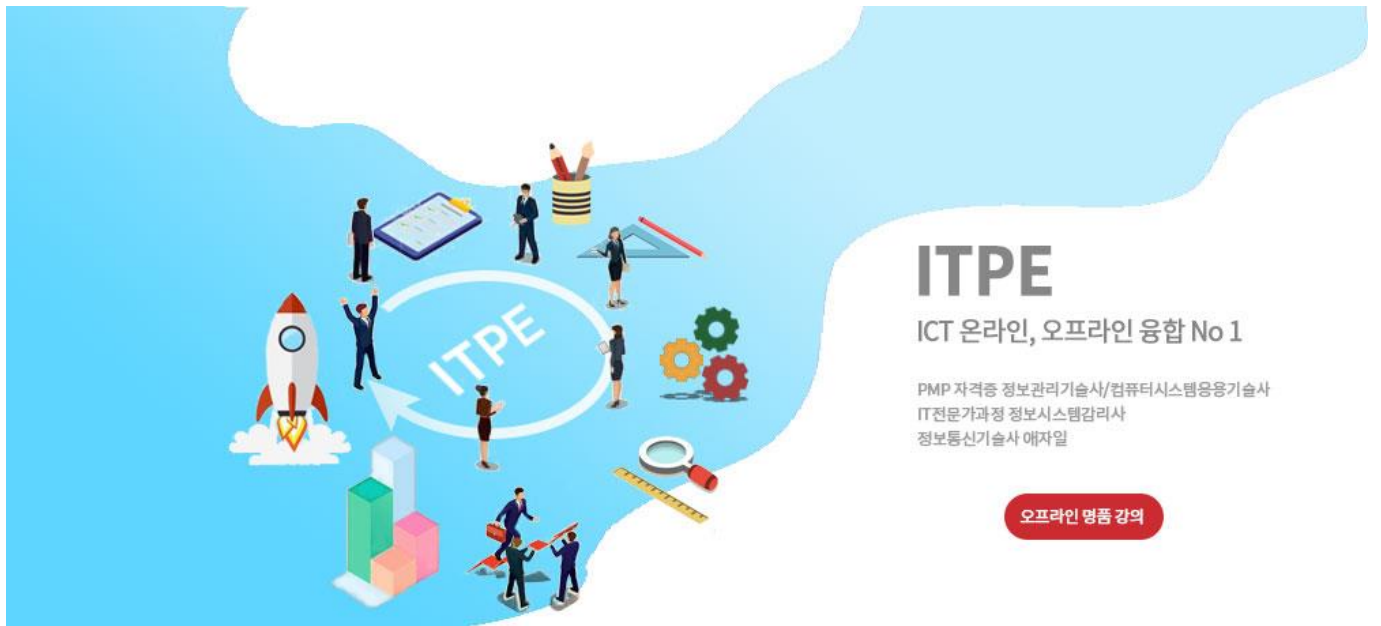 ITPE
ITPE
ICT 온라인, 오프라인 융합 No 1
PMP 자격증 정보관리기술사/컴퓨터시스템응용기술사
IT전문가과정 정보시스템감리사
정보통신기술사 애자일
오프라인 명품 강의